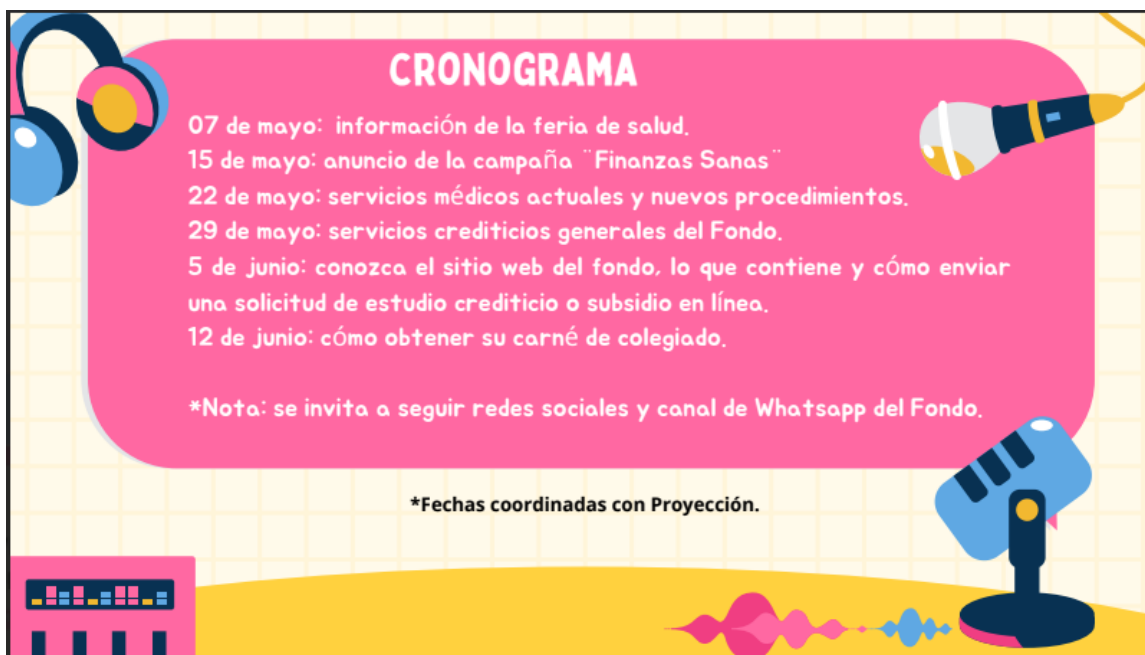 CRONOGRAMA
07 de mayo: información de la feria de salud.
15 de mayo: anuncio de la campaña ¨Finanzas Sanas¨
22 de mayo: servicios médicos actuales y nuevos procedimientos.
29 de mayo: servicios crediticios generales del Fondo.
5 de junio: conozca el sitio web del fondo, lo que contiene y cómo enviar
una solicitud de estudio crediticio o subsidio en línea.
12 de junio: cómo obtener su carné de colegiado.
*Nota: se invita a seguir redes sociales y canal de Whatsapp del Fondo.
*Fechas coordinadas con Proyección.